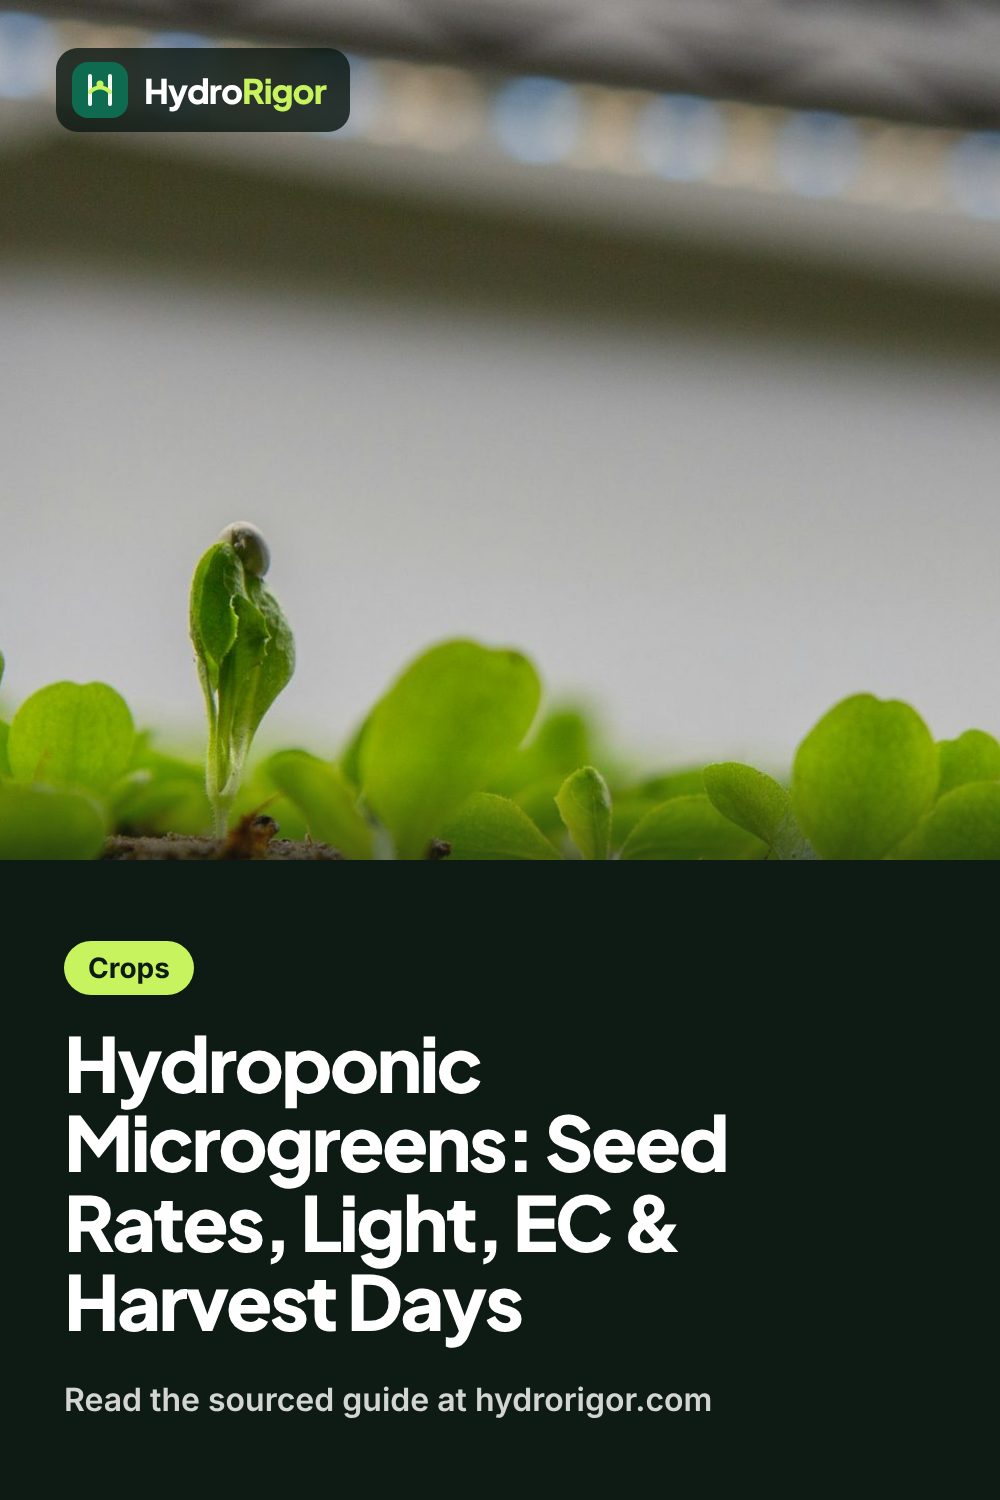 HydroRigor
Crops
Hydroponic
Microgreens: Seed
Rates, Light, EC &
Harvest Days
Read the sourced guide at hydrorigor.com